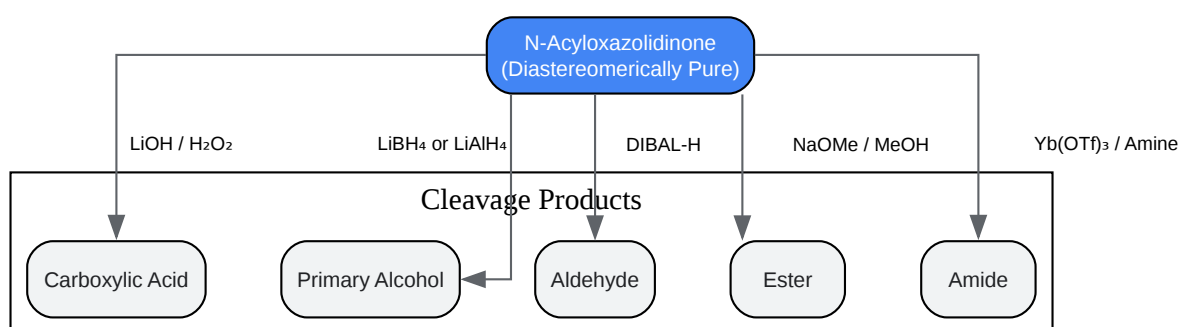 N-Acyloxazolidinone
(Diastereomerically Pure)
LiOH / H₂O₂
LiBH₄ or LiAlH₄
DIBAL-H
NaOMe / MeOH
Yb(OTf)₃ / Amine
Cleavage Products
Carboxylic Acid
Primary Alcohol
Aldehyde
Ester
Amide